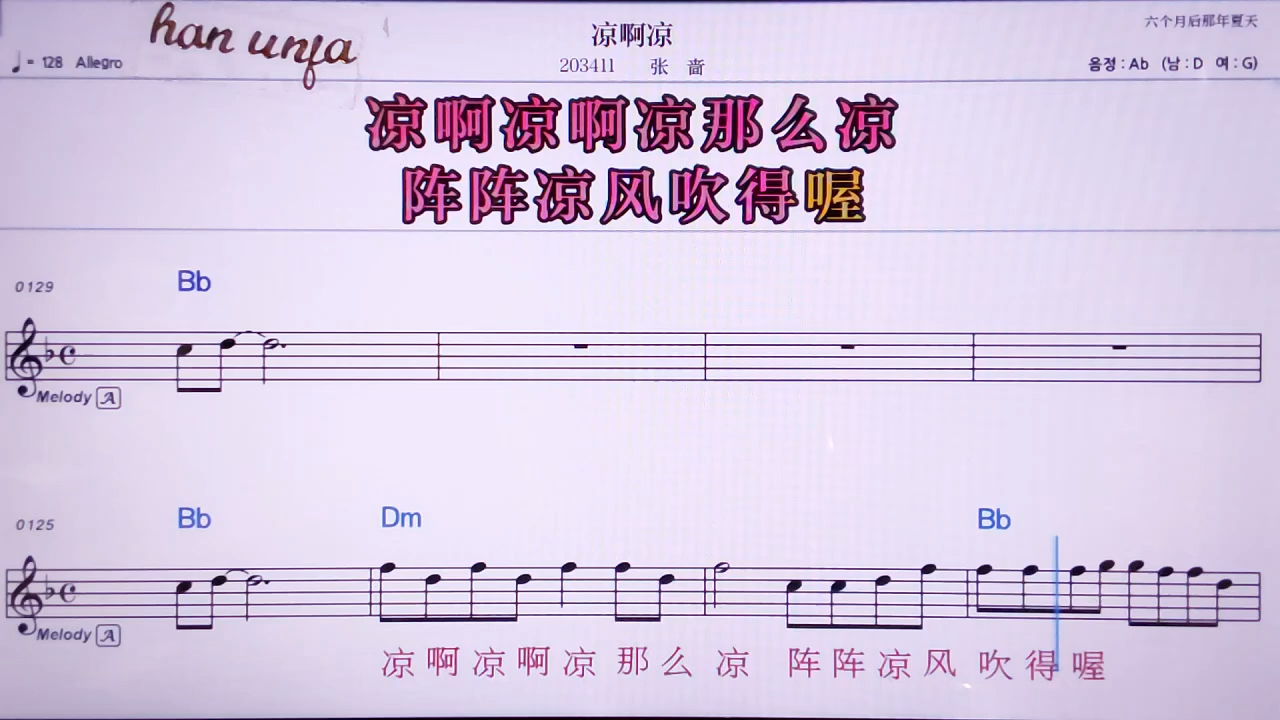 han unfa
凉啊凉
六个月后那年夏天
♩= 128 Allegro
203411 张 啬
음정 : Ab (남 : D 여 : G)
凉啊凉啊凉那么凉
阵阵凉风吹得喔
0129
Bb
Melody A
0125
Bb Dm Bb
Melody A
凉 啊 凉 啊 凉 那 么 凉 阵 阵 凉 风 吹 得 喔